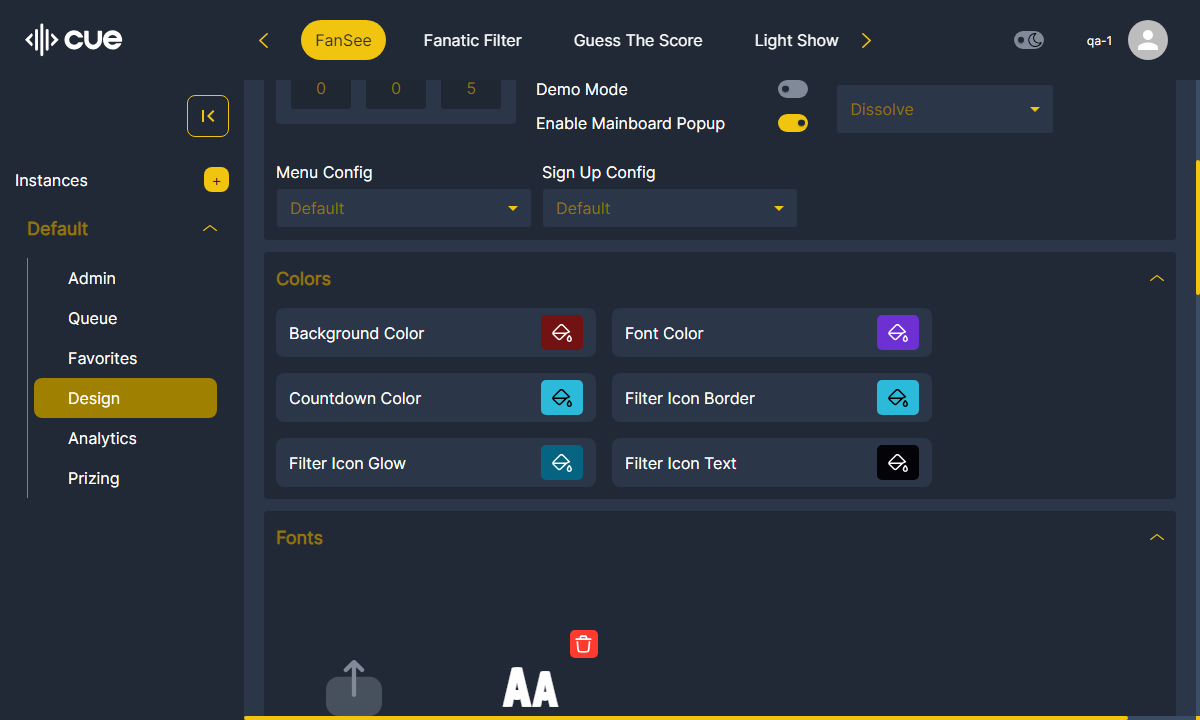 cue
FanSee
Fanatic Filter
Guess The Score
Light Show
qa-1
0
0
5
Demo Mode
Enable Mainboard Popup
Dissolve
Instances
+
Menu Config
Sign Up Config
Default
Default
Default
Admin
Queue
Favorites
Design
Analytics
Prizing
Colors
Background Color
Font Color
Countdown Color
Filter Icon Border
Filter Icon Glow
Filter Icon Text
Fonts
AA